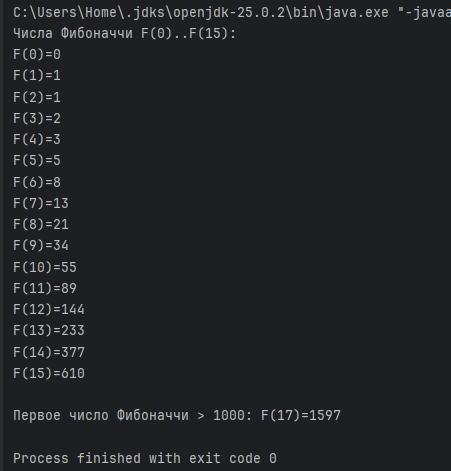 C:\Users\Home\.jdks\openjdk-25.0.2\bin\java.exe "-javaa
Числа Фибоначчи F(0)..F(15):
F(0)=0
F(1)=1
F(2)=1
F(3)=2
F(4)=3
F(5)=5
F(6)=8
F(7)=13
F(8)=21
F(9)=34
F(10)=55
F(11)=89
F(12)=144
F(13)=233
F(14)=377
F(15)=610
Первое число Фибоначчи > 1000: F(17)=1597
Process finished with exit code 0